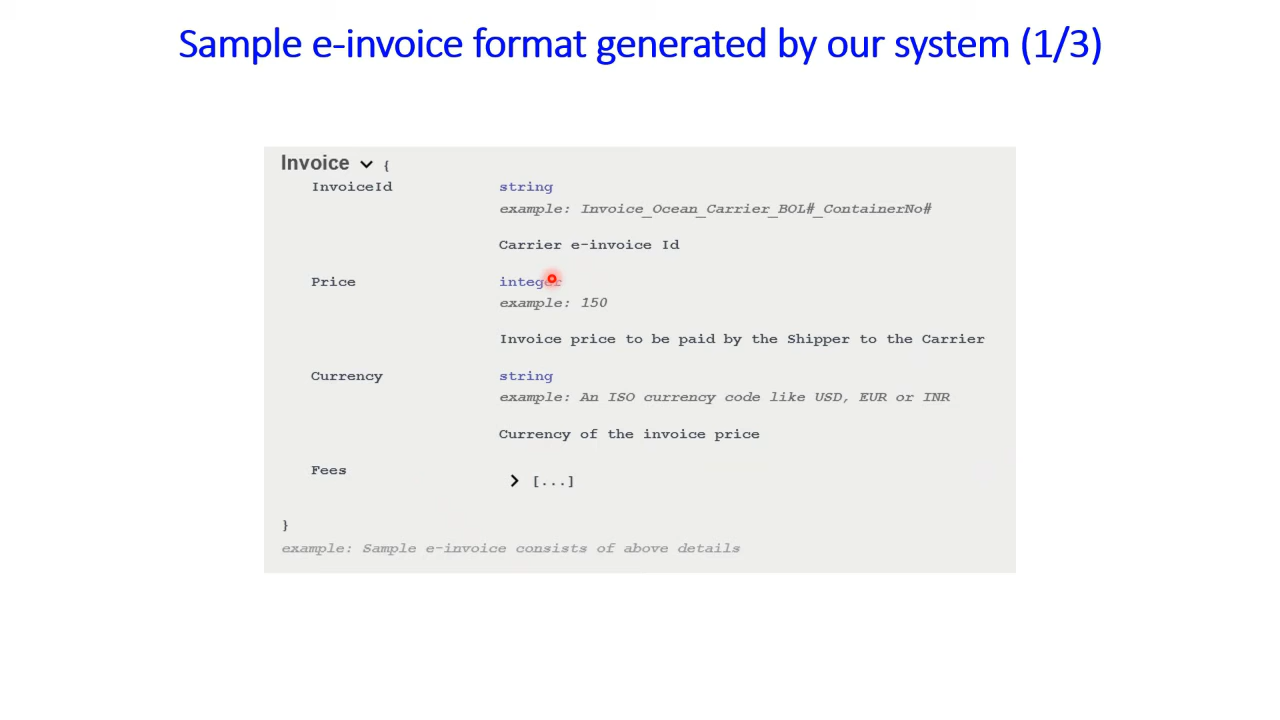 Sample e-invoice format generated by our system (1/3)
Invoice {
InvoiceId string
example: Invoice_Ocean_Carrier_BOL#_ContainerNo#
Carrier e-invoice Id
Price integer
example: 150
Invoice price to be paid by the Shipper to the Carrier
Currency string
example: An ISO currency code like USD, EUR or INR
Currency of the invoice price
Fees
[...]
}
example: Sample e-invoice consists of above details